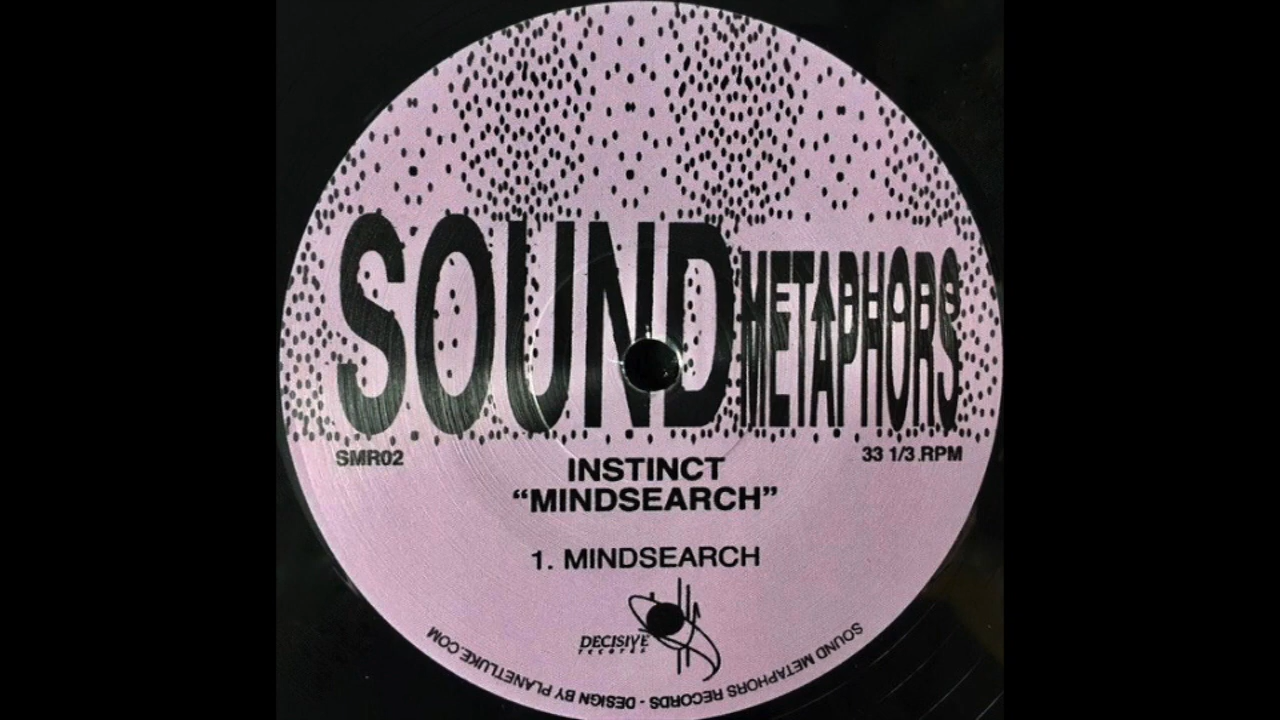 SOUND METAPHORS
SMR02
33 1/3 RPM
INSTINCT
“MINDSEARCH”
1. MINDSEARCH
DECISIVE
records
SOUND METAPHORS RECORDS - DESIGN BY PLANETLUKE.COM